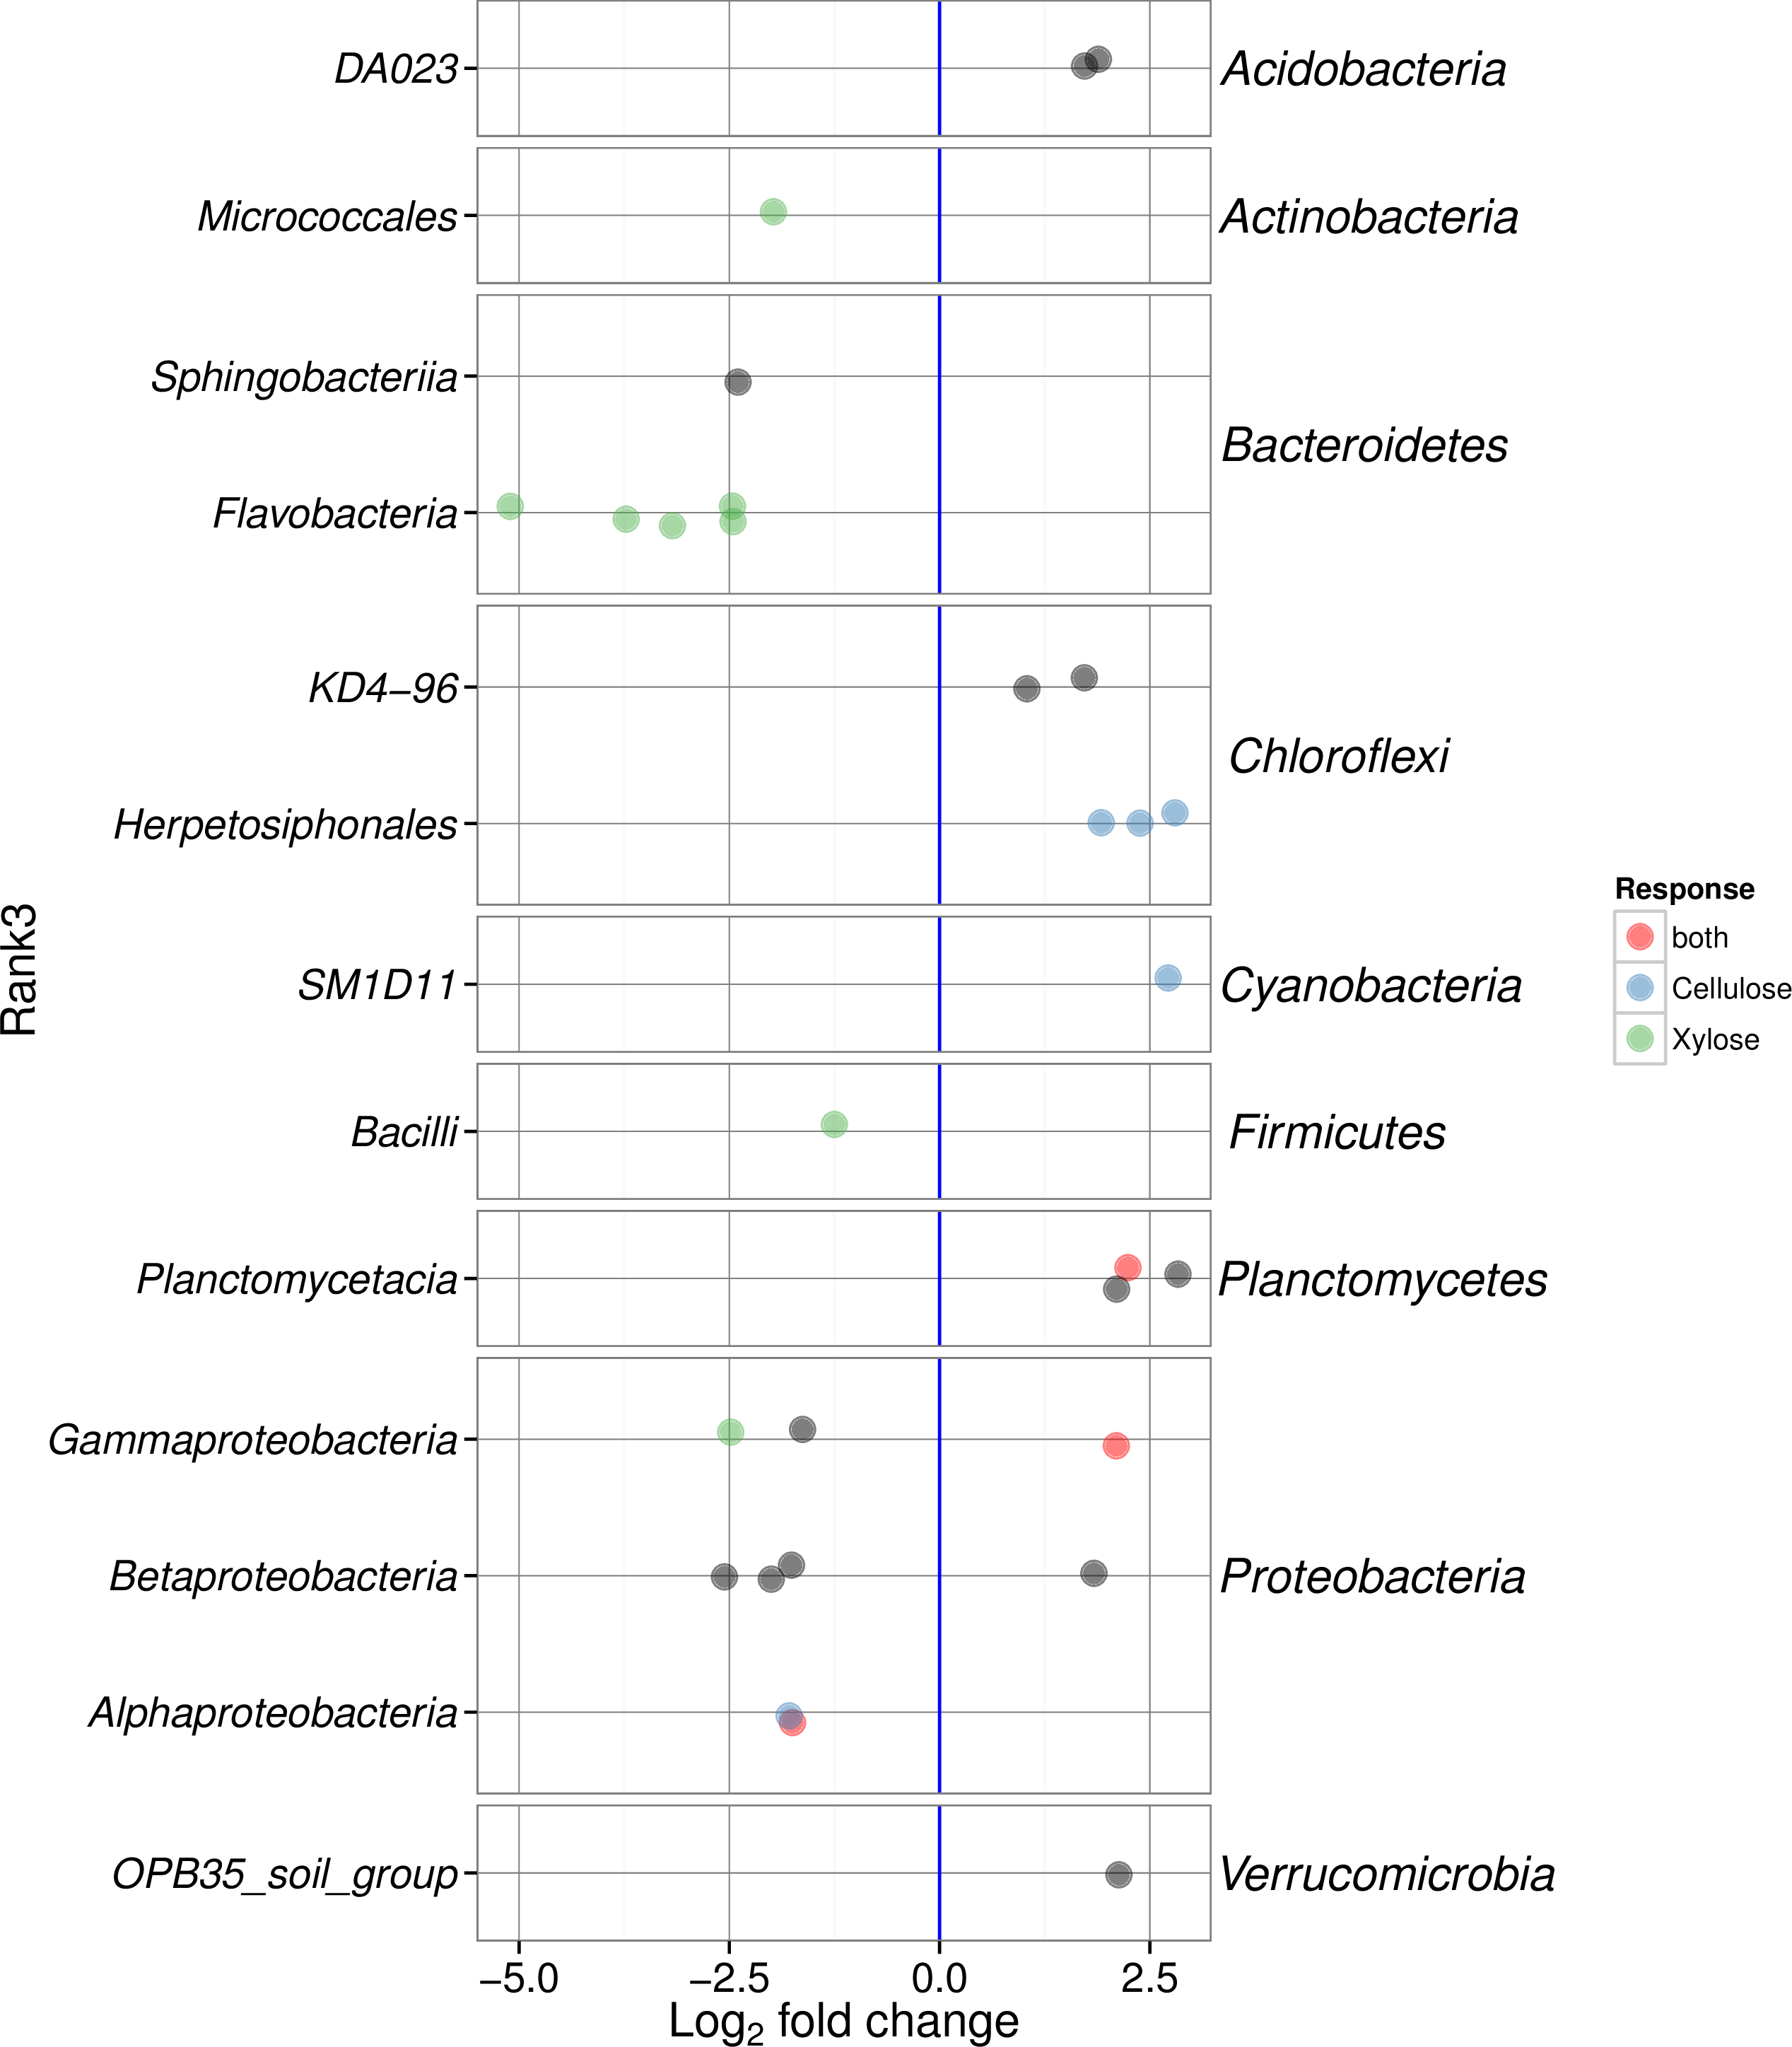 DA023
Acidobacteria
Micrococcales
Actinobacteria
Sphingobacteriia
Bacteroidetes
Flavobacteria
KD4−96
Chloroflexi
Herpetosiphonales
Rank3
Response
both
Cellulose
Xylose
SM1D11
Cyanobacteria
Bacilli
Firmicutes
Planctomycetacia
Planctomycetes
Gammaproteobacteria
Betaproteobacteria
Proteobacteria
Alphaproteobacteria
OPB35_soil_group
Verrucomicrobia
−5.0 −2.5 0.0 2.5
Log2 fold change